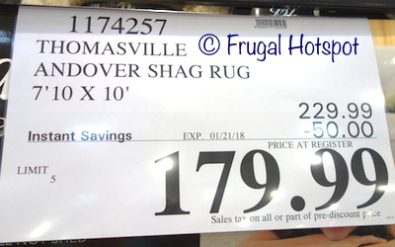 1174257
THOMASVILLE © Frugal Hotspot
ANDOVER SHAG RUG
7'10 X 10'
229.99
Instant Savings EXP. 01/21/18 -50.00
PRICE AT REGISTER
LIMIT 5
179.99
Sales tax on all or part of pre-discount price